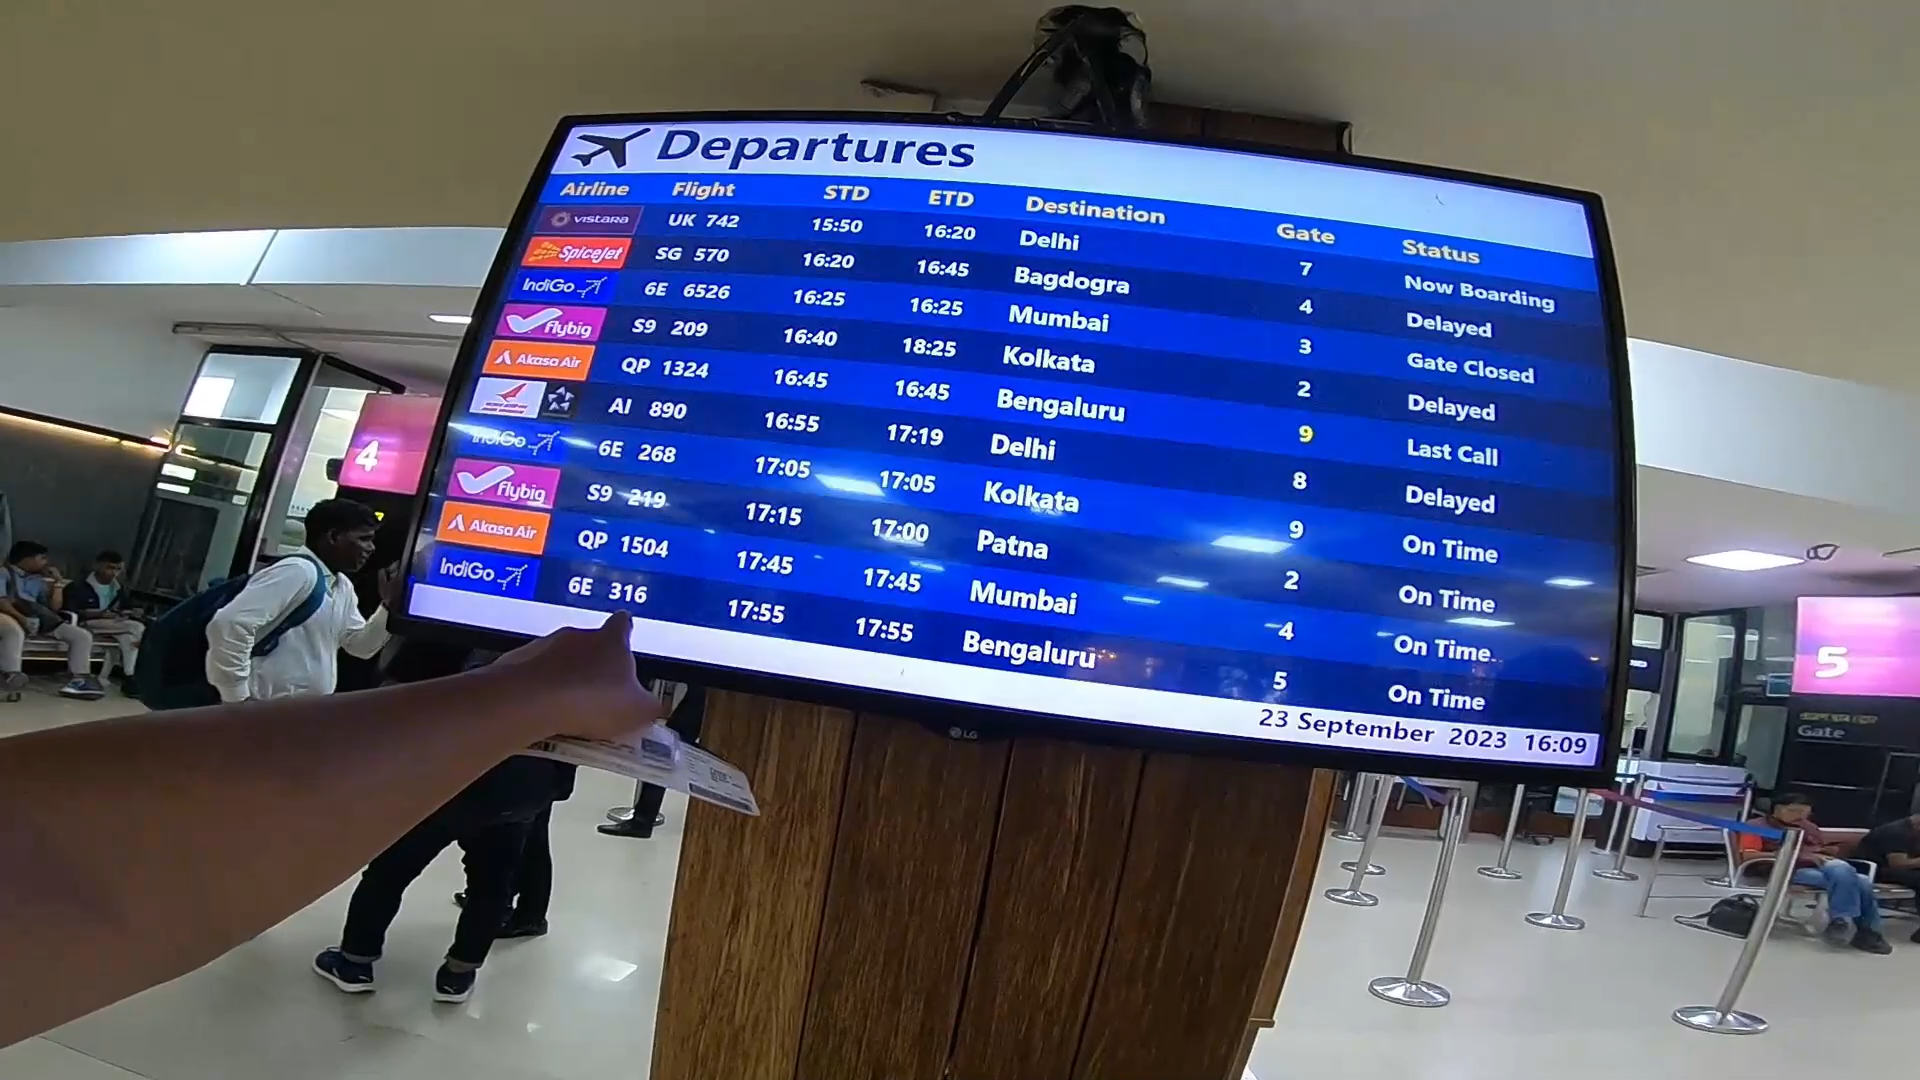 Departures
Airline Flight STD ETD Destination Gate Status
VISTARA UK 742 15:50 16:20 Delhi 7 Now Boarding
SpiceJet SG 570 16:20 16:45 Bagdogra 4 Delayed
IndiGo 6E 6526 16:25 16:25 Mumbai 3 Gate Closed
flybig S9 209 16:40 18:25 Kolkata 2 Delayed
Akasa Air QP 1324 16:45 16:45 Bengaluru 9 Last Call
AI 890 16:55 17:19 Delhi 8 Delayed
IndiGo 6E 268 17:05 17:05 Kolkata 9 On Time
flybig S9 219 17:15 17:00 Patna 2 On Time
Akasa Air QP 1504 17:45 17:45 Mumbai 4 On Time
IndiGo 6E 316 17:55 17:55 Bengaluru 5 On Time
23 September 2023 16:09
LG
4
5
Gate